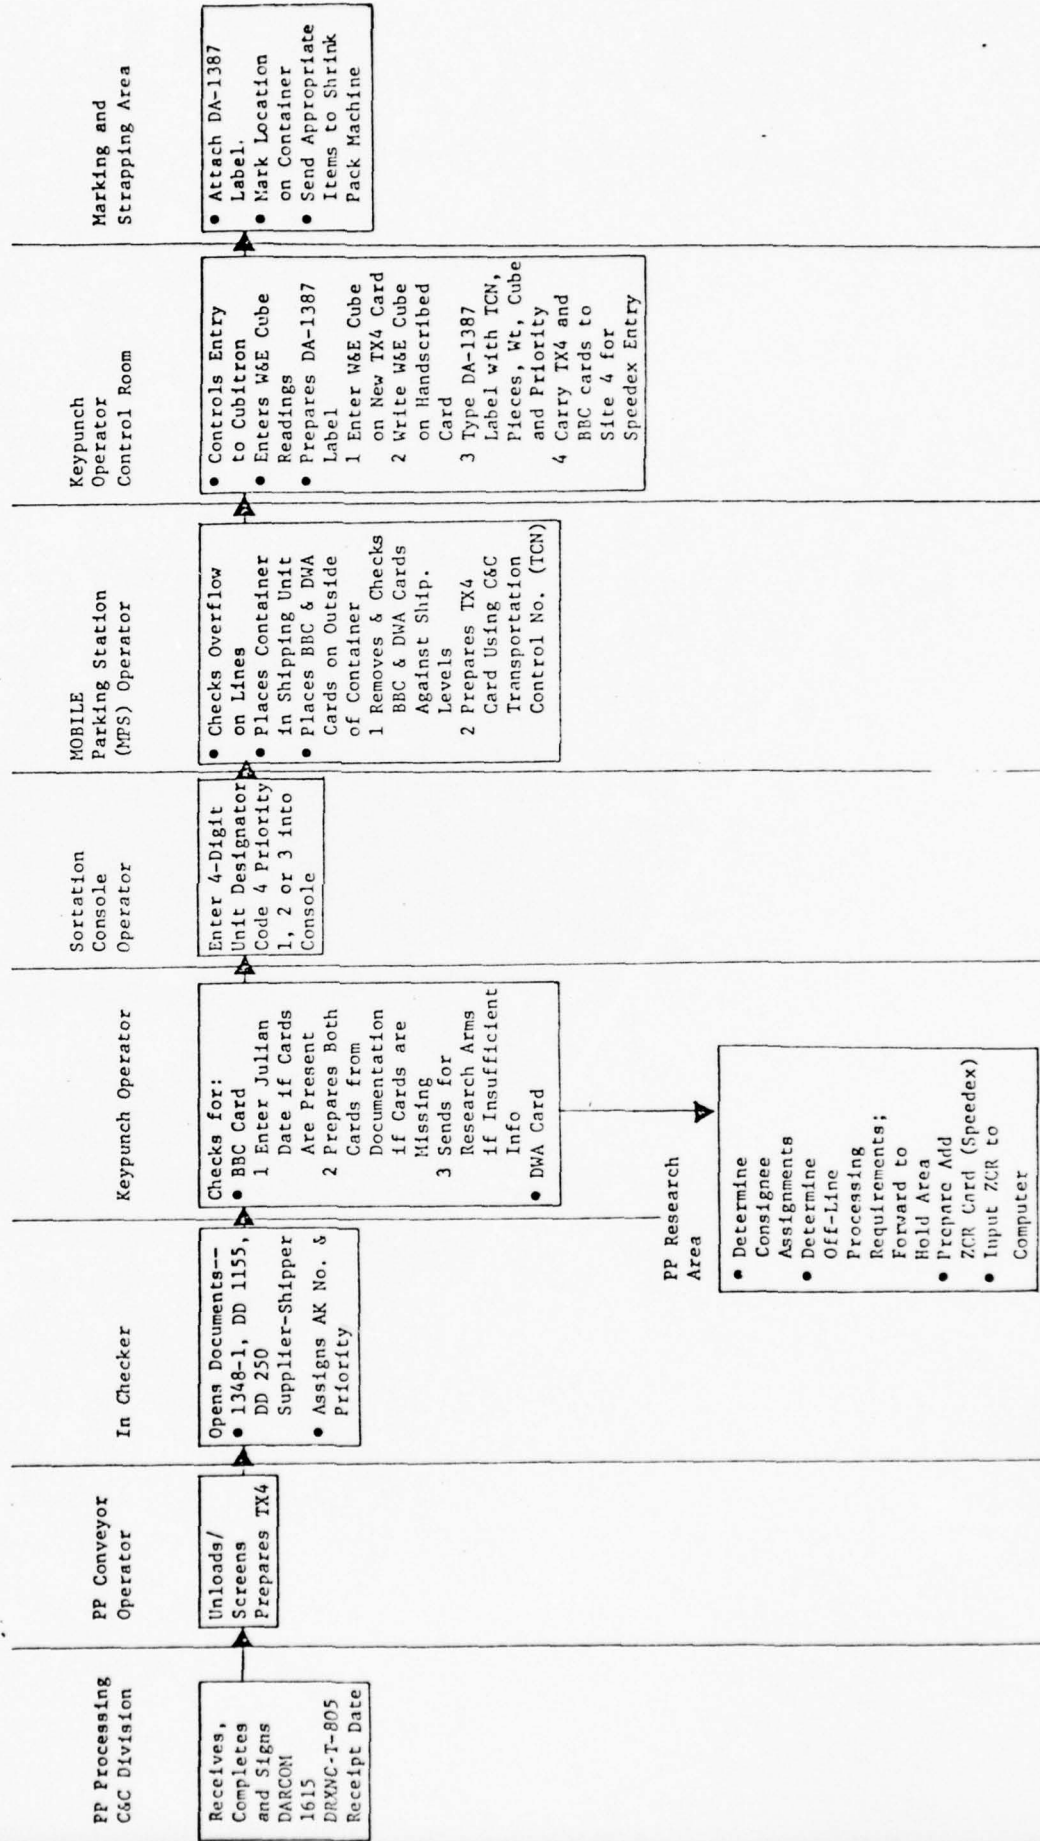 PP Processing
C&C Division
Receives,
Completes
and Signs
DARCOM
1615
DRXNC-T-805
Receipt Date
PP Conveyor
Operator
Unloads/
Screens
Prepares TX4
In Checker
Opens Documents--
• 1348-1, DD 1155,
DD 250
Supplier-Shipper
• Assigns AK No. &
Priority
Keypunch Operator
Checks for:
• BBC Card
1 Enter Julian
Date if Cards
Are Present
2 Prepares Both
Cards from
Documentation
if Cards are
Missing
3 Sends for
Research Arms
if Insufficient
Info
• DWA Card
PP Research
Area
• Determine
Consignee
Assignments
• Determine
Off-Line
Processing
Requirements;
Forward to
Hold Area
• Prepare Add
ZCR Card (Speedex)
• Input ZCR to
Computer
Sortation
Console
Operator
Enter 4-Digit
Unit Designator
Code 4 Priority
1, 2 or 3 into
Console
MOBILE
Parking Station
(MPS) Operator
• Checks Overflow
on Lines
• Places Container
in Shipping Unit
• Places BBC & DWA
Cards on Outside
of Container
1 Removes & Checks
BBC & DWA Cards
Against Ship.
Levels
2 Prepares TX4
Card Using C&C
Transportation
Control No. (TCN)
Keypunch
Operator
Control Room
• Controls Entry
to Cubitron
• Enters W&E Cube
Readings
• Prepares DA-1387
Label
1 Enter W&E Cube
on New TX4 Card
2 Write W&E Cube
on Handscribed
Card
3 Type DA-1387
Label with TCN,
Pieces, Wt, Cube
and Priority
4 Carry TX4 and
BBC cards to
Site 4 for
Speedex Entry
Marking and
Strapping Area
• Attach DA-1387
Label.
• Mark Location
on Container
• Send Appropriate
Items to Shrink
Pack Machine